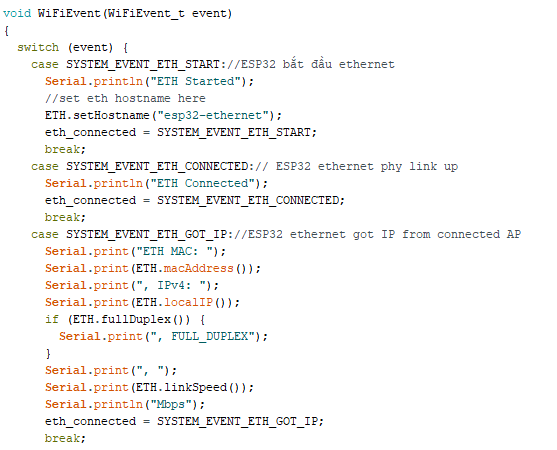 void WiFiEvent(WiFiEvent_t event)
{
  switch (event) {
    case SYSTEM_EVENT_ETH_START://ESP32 bắt đầu ethernet
      Serial.println("ETH Started");
      //set eth hostname here
      ETH.setHostname("esp32-ethernet");
      eth_connected = SYSTEM_EVENT_ETH_START;
      break;
    case SYSTEM_EVENT_ETH_CONNECTED:// ESP32 ethernet phy link up
      Serial.println("ETH Connected");
      eth_connected = SYSTEM_EVENT_ETH_CONNECTED;
      break;
    case SYSTEM_EVENT_ETH_GOT_IP://ESP32 ethernet got IP from connected AP
      Serial.print("ETH MAC: ");
      Serial.print(ETH.macAddress());
      Serial.print(", IPv4: ");
      Serial.print(ETH.localIP());
      if (ETH.fullDuplex()) {
        Serial.print(", FULL_DUPLEX");
      }
      Serial.print(", ");
      Serial.print(ETH.linkSpeed());
      Serial.println("Mbps");
      eth_connected = SYSTEM_EVENT_ETH_GOT_IP;
      break;